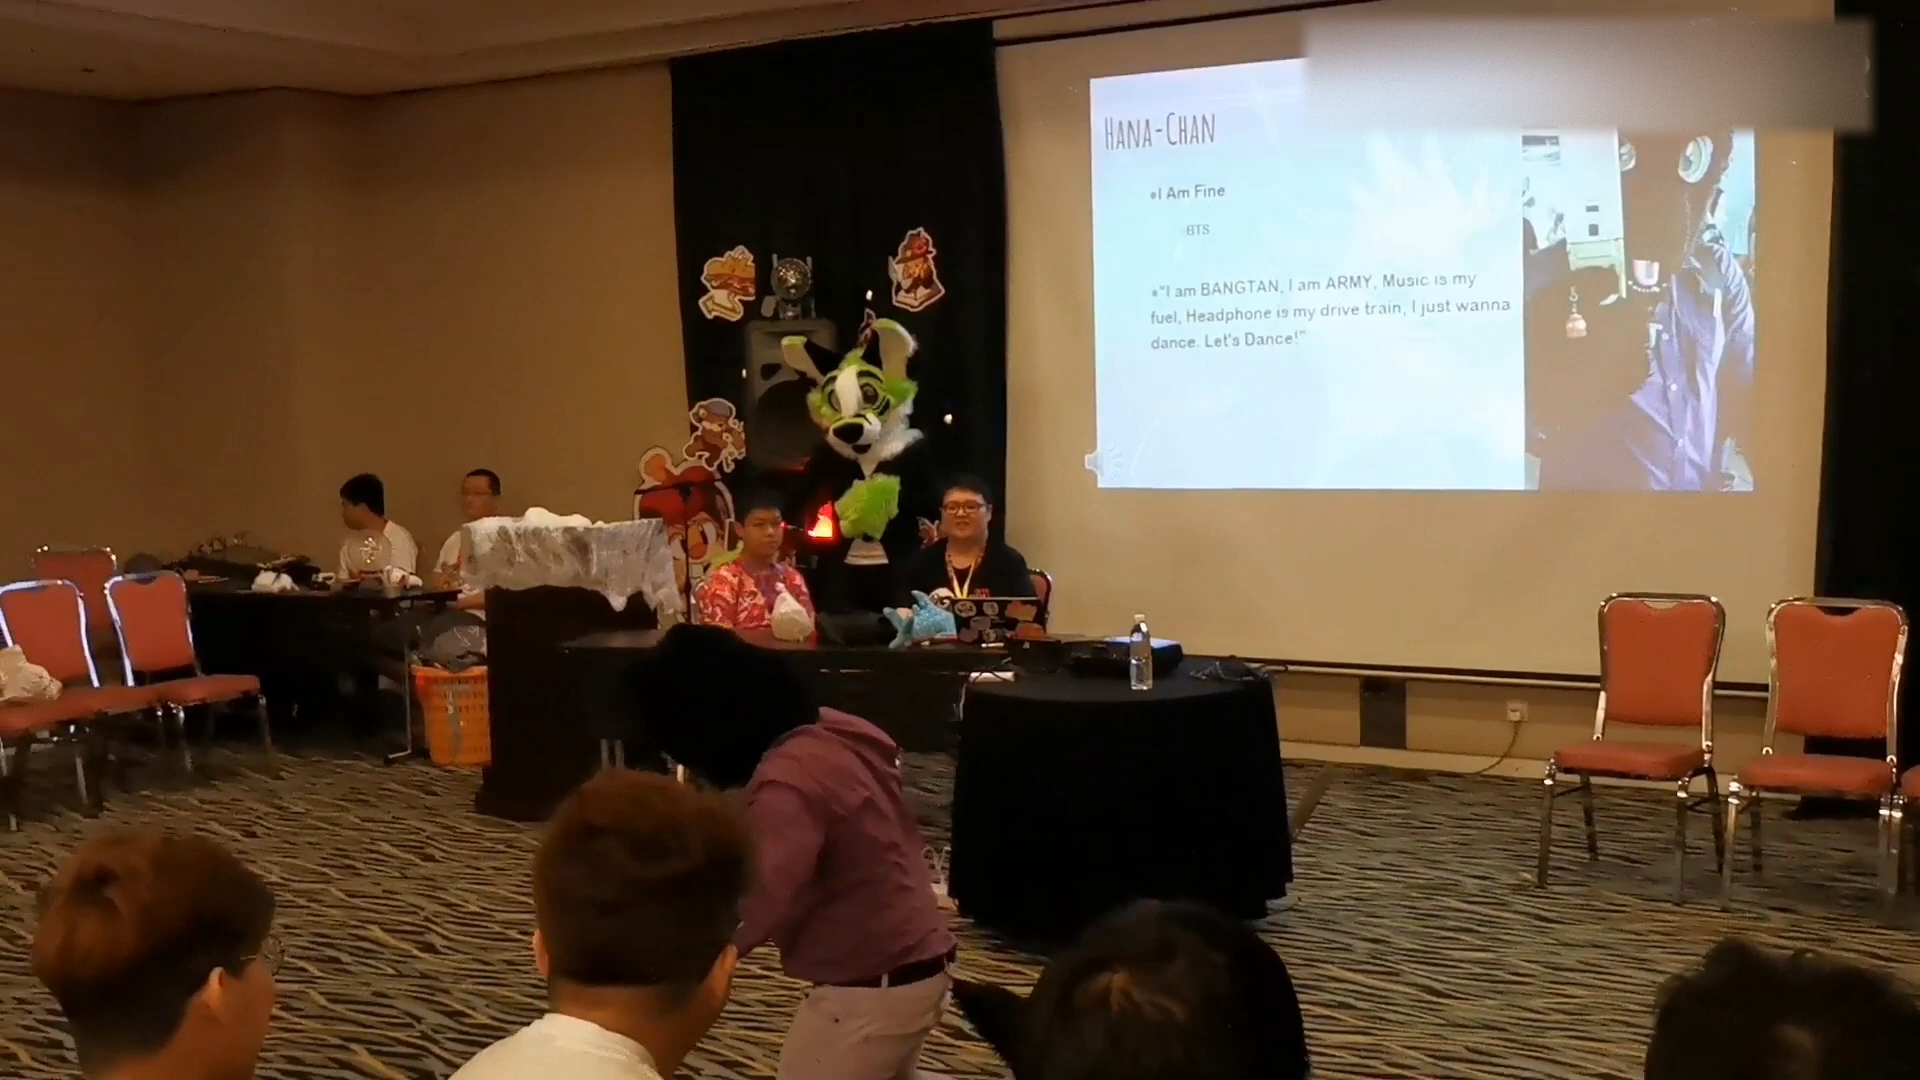 HANA-CHAN
I Am Fine
BTS
"I am BANGTAN, I am ARMY, Music is my
fuel, Headphone is my drive train, I just wanna
dance. Let's Dance!"